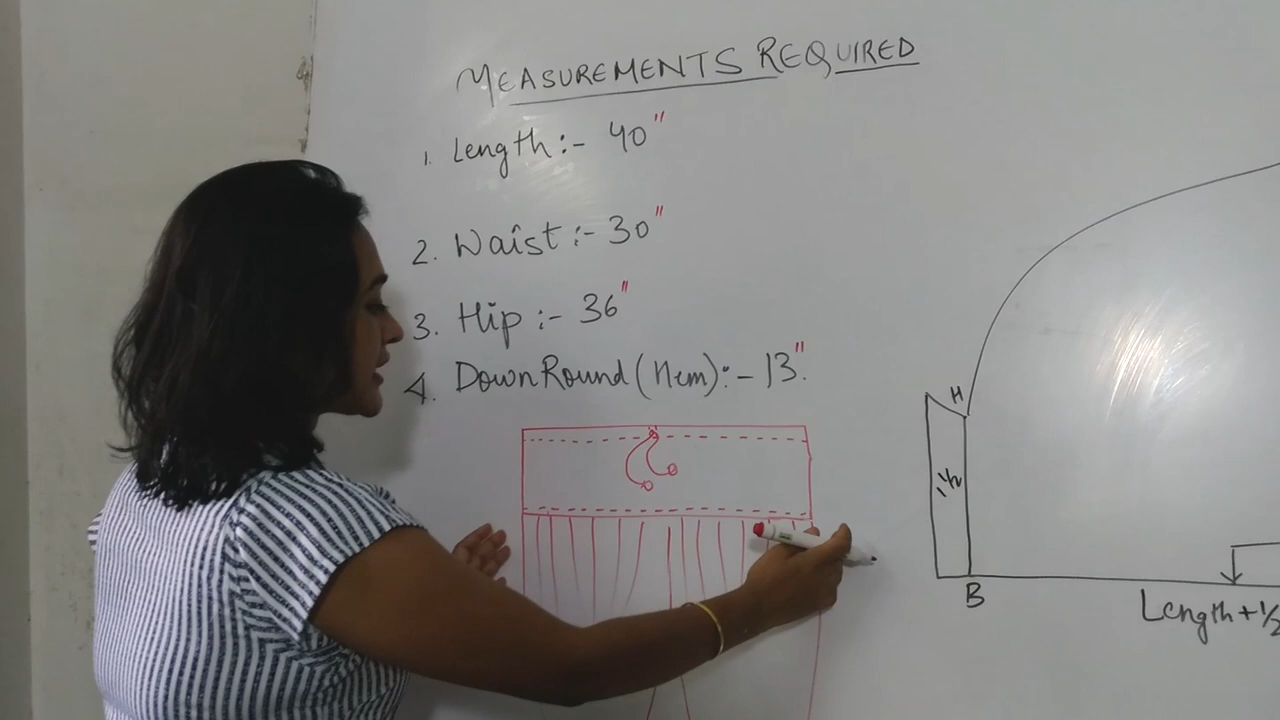 MEASUREMENTS REQUIRED
1. Length:- 40"
2. Waist:- 30"
3. Hip:- 36"
4. Down Round (Hem):- 13".
H
1½
B
Length+½